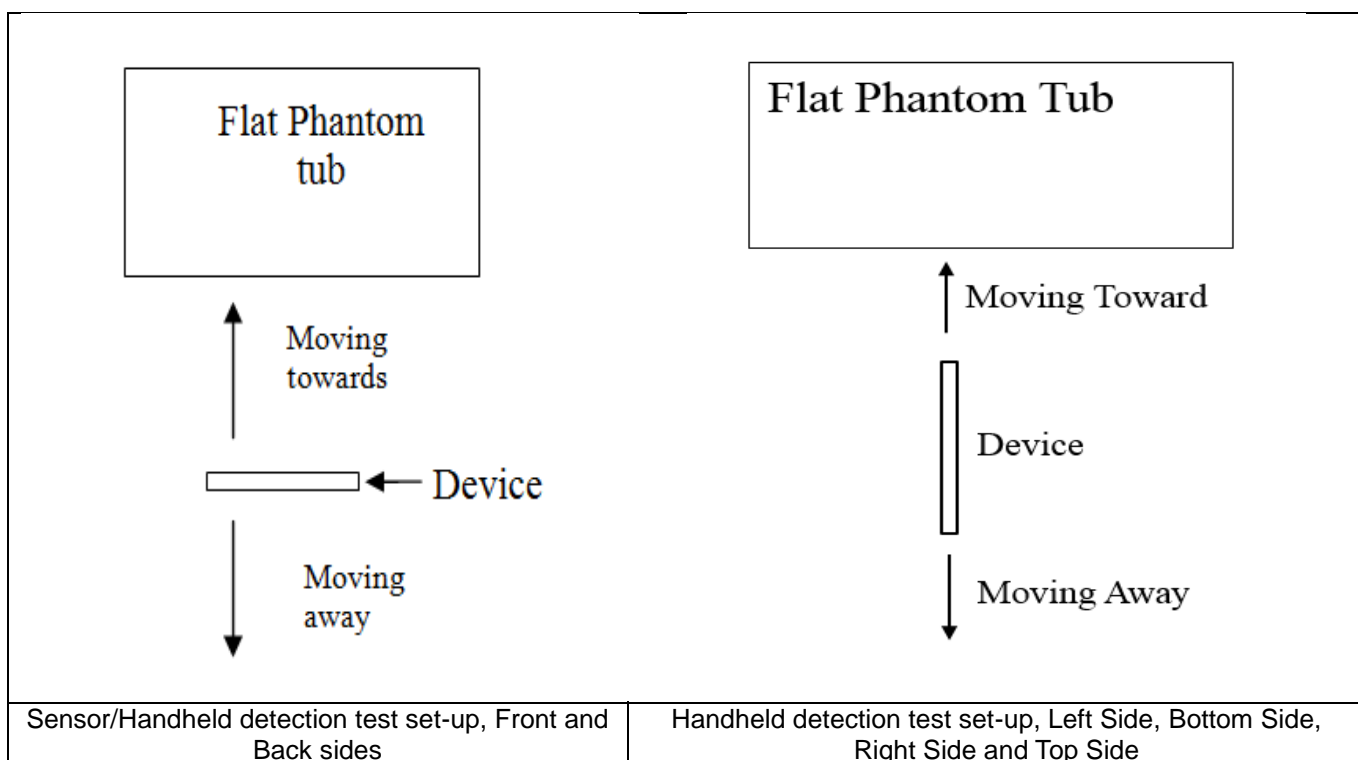 Flat Phantom
tub
Moving
towards
Device
Moving
away
Flat Phantom Tub
Moving Toward
Device
Moving Away
Sensor/Handheld detection test set-up, Front and
Back sides
Handheld detection test set-up, Left Side, Bottom Side,
Right Side and Top Side